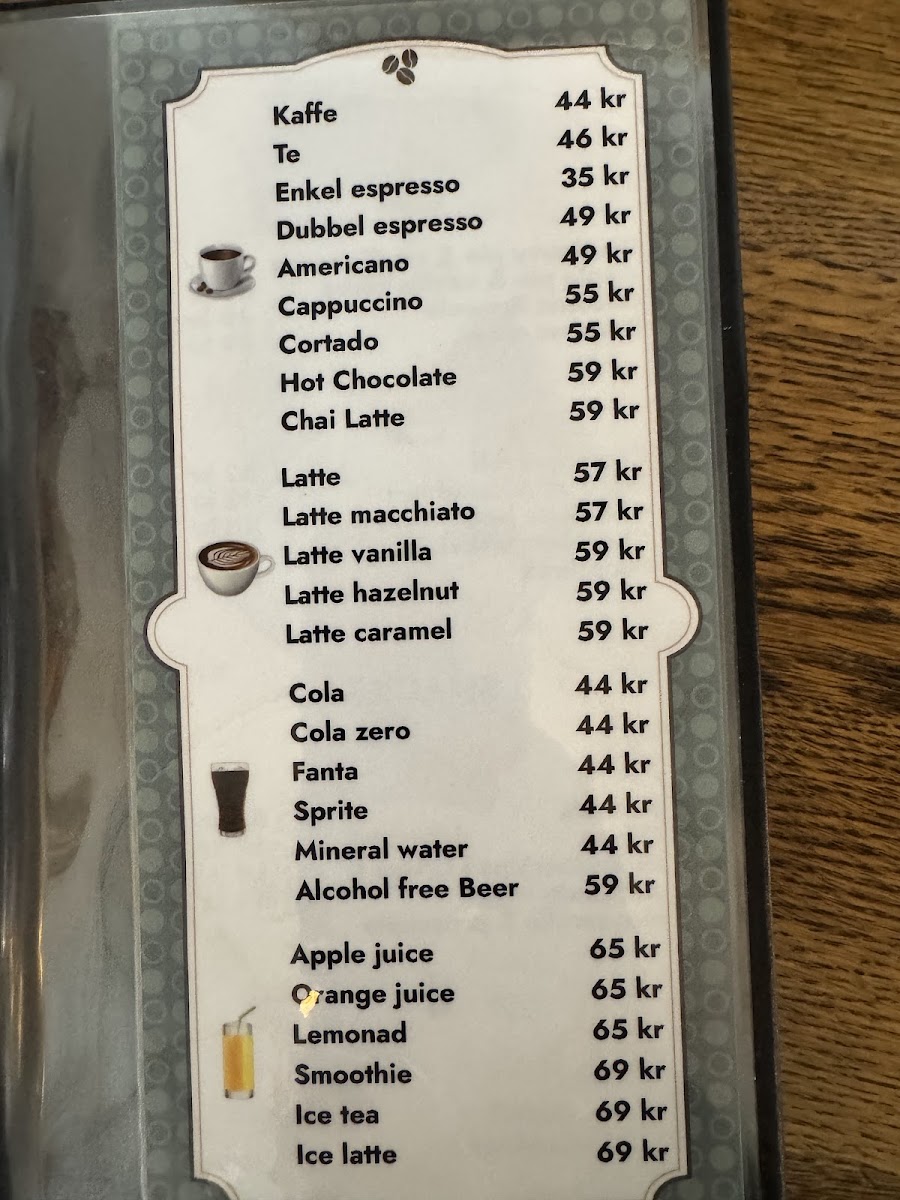 Kaffe 44 kr
Te 46 kr
Enkel espresso 35 kr
Dubbel espresso 49 kr
Americano 49 kr
Cappuccino 55 kr
Cortado 55 kr
Hot Chocolate 59 kr
Chai Latte 59 kr
Latte 57 kr
Latte macchiato 57 kr
Latte vanilla 59 kr
Latte hazelnut 59 kr
Latte caramel 59 kr
Cola 44 kr
Cola zero 44 kr
Fanta 44 kr
Sprite 44 kr
Mineral water 44 kr
Alcohol free Beer 59 kr
Apple juice 65 kr
Orange juice 65 kr
Lemonad 65 kr
Smoothie 69 kr
Ice tea 69 kr
Ice latte 69 kr